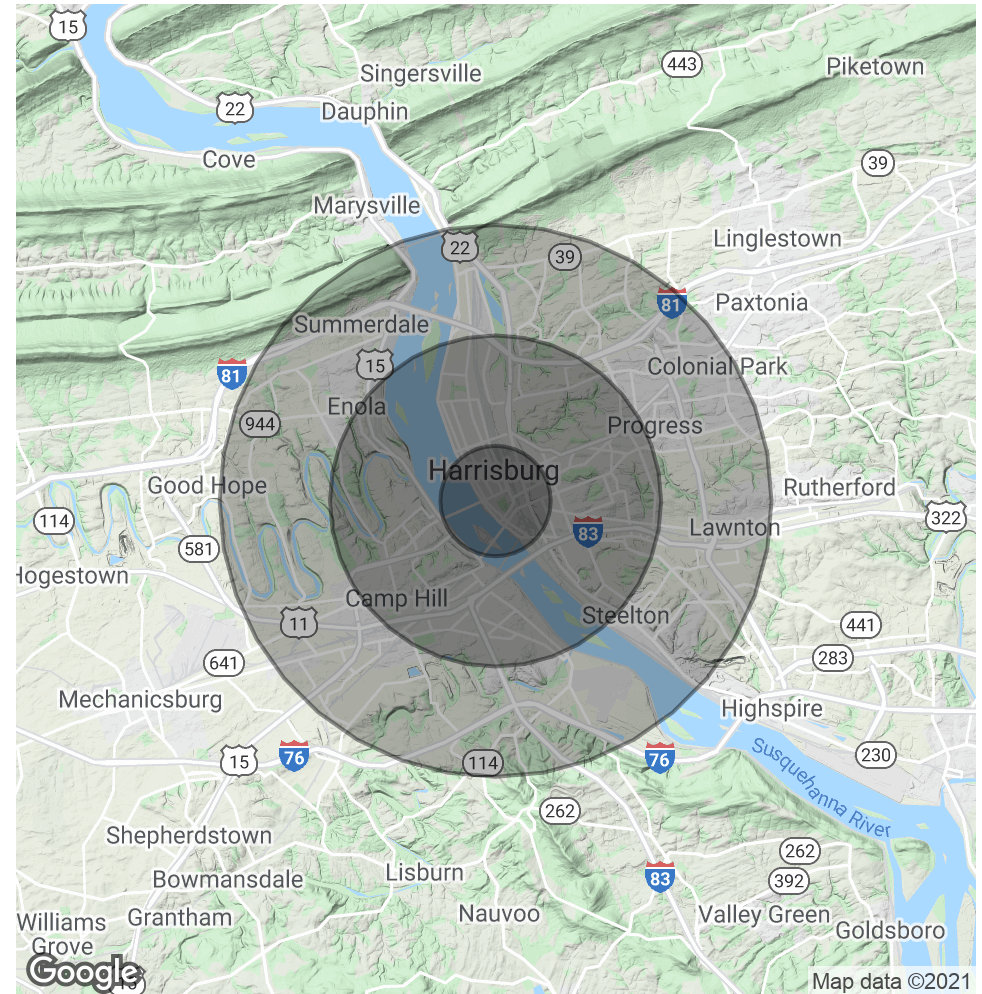 15
Singersville
443
Piketown
22
Dauphin
Cove
39
Marysville
22
39
Linglestown
81
Paxtonia
Summerdale
15
81
Colonial Park
Enola
944
Progress
Harrisburg
Good Hope
Rutherford
114
322
83
Lawnton
581
Hogestown
Camp Hill
Steelton
11
441
641
283
Mechanicsburg
Highspire
15
76
114
76
230
Susquehanna River
262
Shepherdstown
262
Bowmansdale
Lisburn
83
392
Williams
Grove
Grantham
Nauvoo
Valley Green
Goldsboro
Google
Map data ©2021